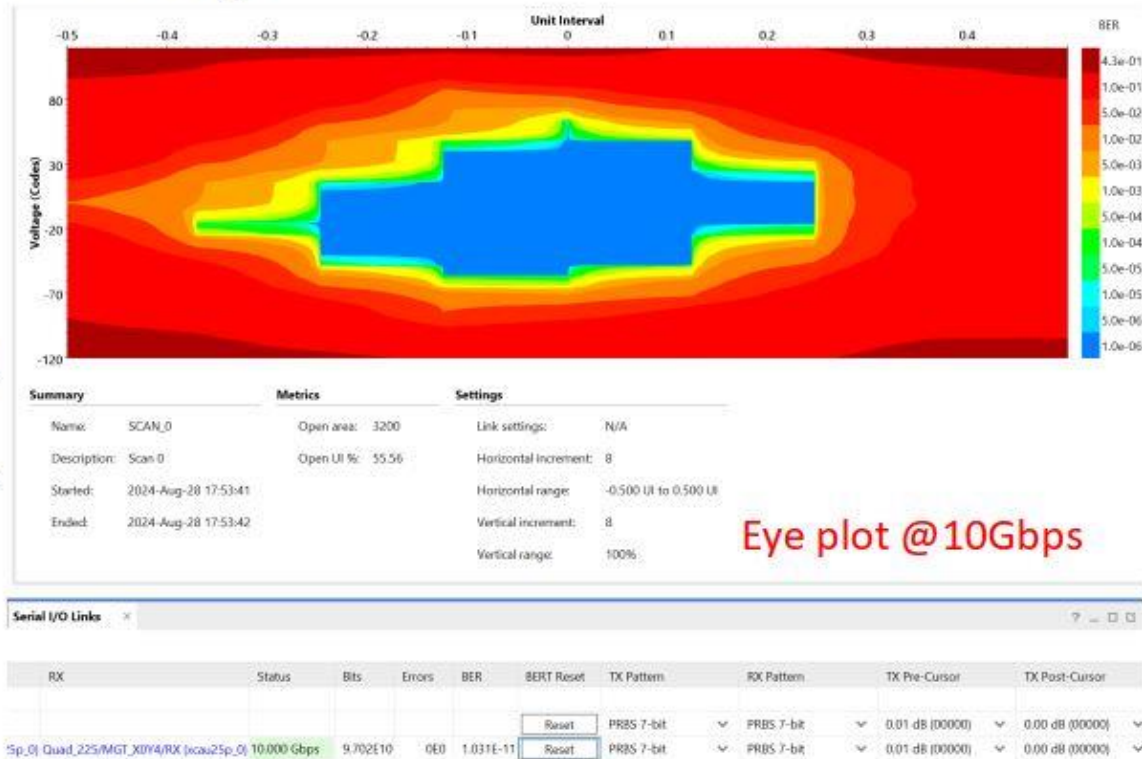 Unit Interval
BER
-0.5 -0.4 -0.3 -0.2 -0.1 0 0.1 0.2 0.3 0.4
4.3e-01
1.0e-01
5.0e-02
1.0e-02
5.0e-03
1.0e-03
5.0e-04
1.0e-04
5.0e-05
1.0e-05
5.0e-06
1.0e-06
Voltage (Codes)
80
30
-20
-70
-120
Summary Metrics Settings
Name: SCAN_0 Open area: 3200 Link settings: N/A
Description: Scan 0 Open UI %: 55.56 Horizontal increment: 8
Started: 2024-Aug-28 17:53:41 Horizontal range: -0.500 UI to 0.500 UI
Ended: 2024-Aug-28 17:53:42 Vertical increment: 8
Vertical range: 100%
Eye plot @10Gbps
Serial I/O Links × ? _
RX Status Bits Errors BER BERT Reset TX Pattern RX Pattern TX Pre-Cursor TX Post-Cursor
Reset PRBS 7-bit PRBS 7-bit 0.01 dB (00000) 0.00 dB (00000)
5p_0) Quad_225/MGT_X0Y4/RX (xcau25p_0) 10.000 Gbps 9.702E10 0E0 1.031E-11 Reset PRBS 7-bit PRBS 7-bit 0.01 dB (00000) 0.00 dB (00000)